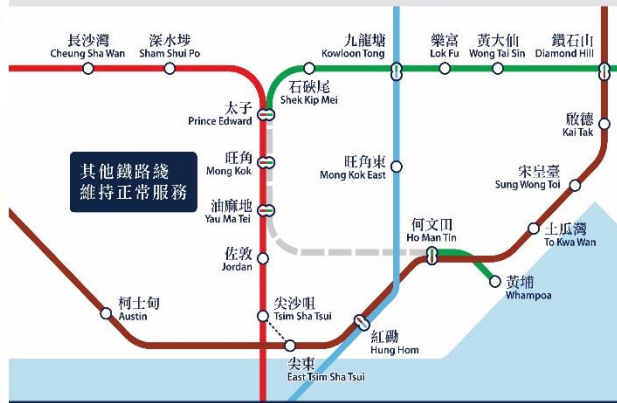 長沙灣
Cheung Sha Wan
深水埗
Sham Shui Po
九龍塘
Kowloon Tong
樂富
Lok Fu
黃大仙
Wong Tai Sin
鑽石山
Diamond Hill
石硤尾
Shek Kip Mei
太子
Prince Edward
啟德
Kai Tak
其他鐵路綫
維持正常服務
旺角
Mong Kok
旺角東
Mong Kok East
宋皇臺
Sung Wong Toi
油麻地
Yau Ma Tei
何文田
Ho Man Tin
土瓜灣
To Kwa Wan
佐敦
Jordan
黃埔
Whampoa
柯士甸
Austin
尖沙咀
Tsim Sha Tsui
紅磡
Hung Hom
尖東
East Tsim Sha Tsui